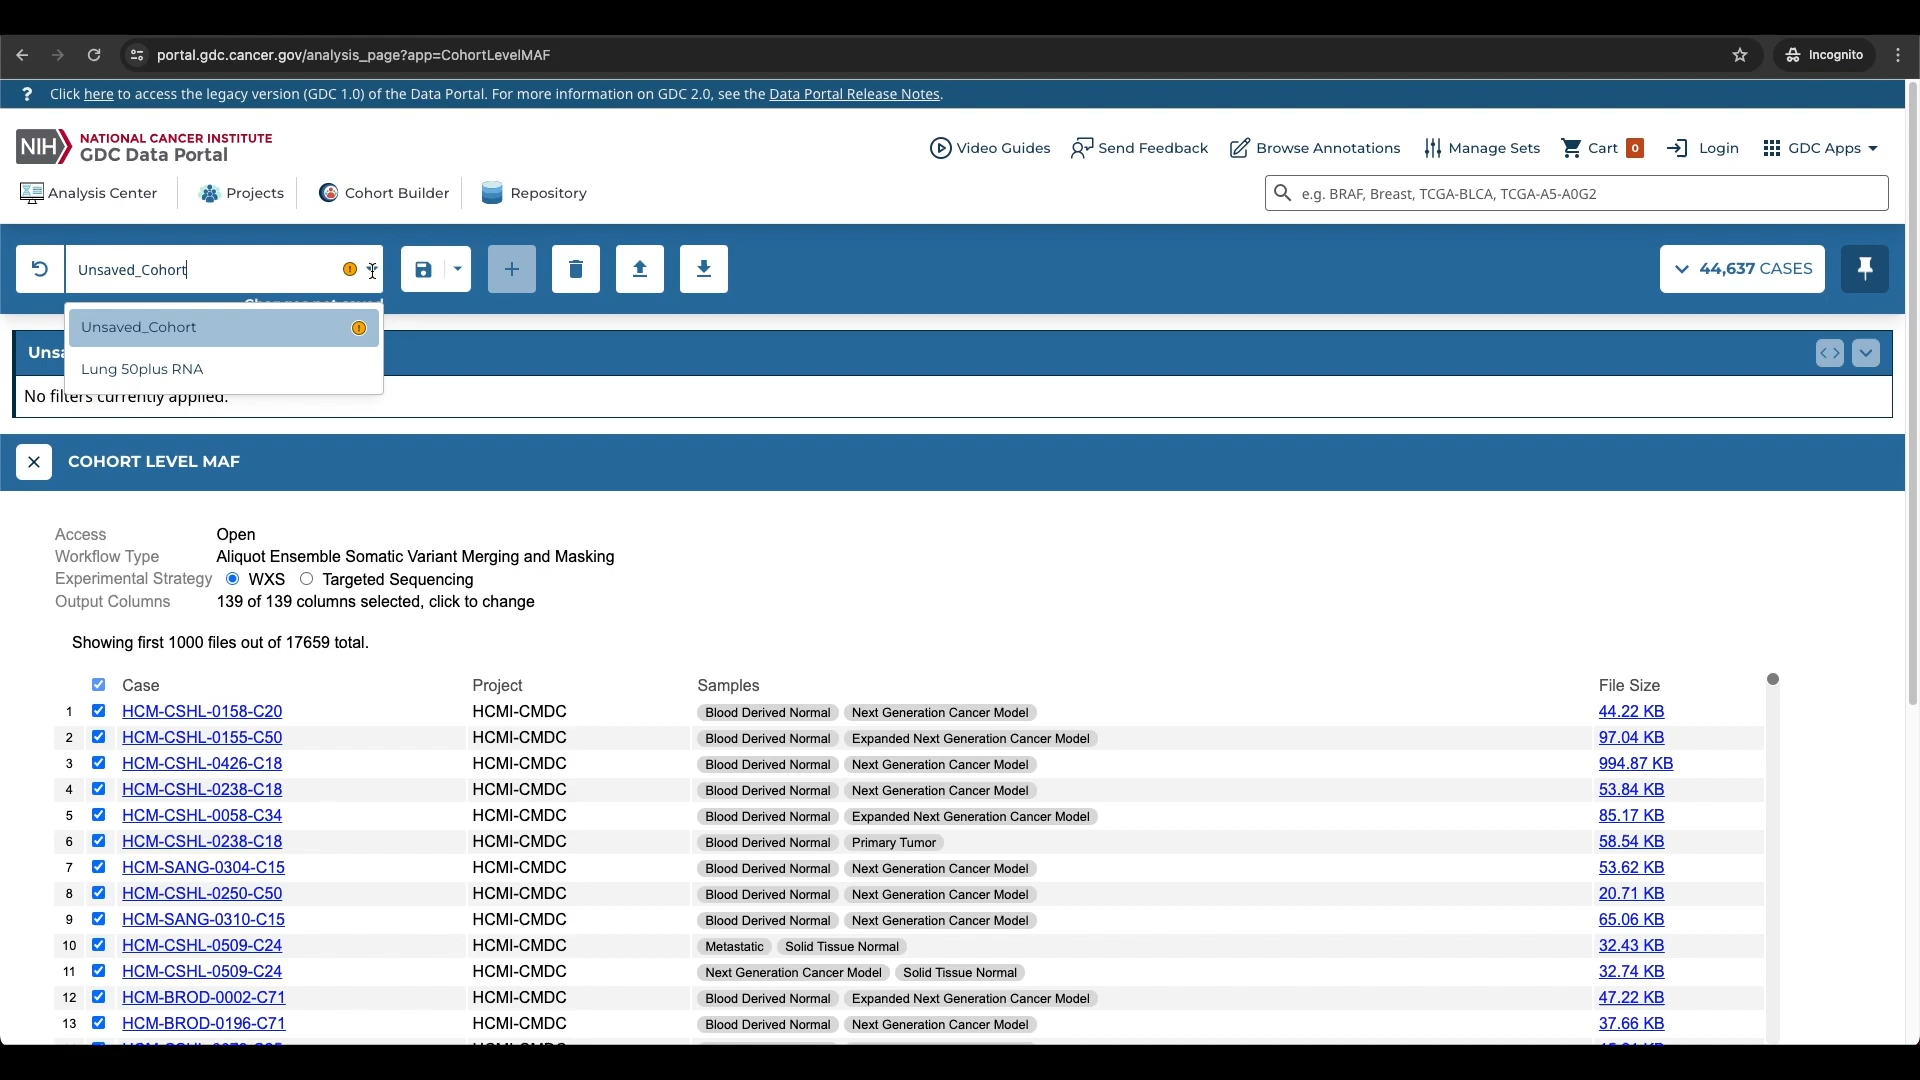 portal.gdc.cancer.gov/analysis_page?app=CohortLevelMAF
Incognito
? Click here to access the legacy version (GDC 1.0) of the Data Portal. For more information on GDC 2.0, see the Data Portal Release Notes.
NIH NATIONAL CANCER INSTITUTE
GDC Data Portal
Video Guides
Send Feedback
Browse Annotations
Manage Sets
Cart 0
Login
GDC Apps
Analysis Center
Projects
Cohort Builder
Repository
e.g. BRAF, Breast, TCGA-BLCA, TCGA-A5-A0G2
Unsaved_Cohort
44,637 CASES
Unsaved_Cohort
Lung 50plus RNA
No filters currently applied.
COHORT LEVEL MAF
Access Open
Workflow Type Aliquot Ensemble Somatic Variant Merging and Masking
Experimental Strategy WXS Targeted Sequencing
Output Columns 139 of 139 columns selected, click to change
Showing first 1000 files out of 17659 total.
Case Project Samples File Size
1 HCM-CSHL-0158-C20 HCMI-CMDC Blood Derived Normal Next Generation Cancer Model 44.22 KB
2 HCM-CSHL-0155-C50 HCMI-CMDC Blood Derived Normal Expanded Next Generation Cancer Model 97.04 KB
3 HCM-CSHL-0426-C18 HCMI-CMDC Blood Derived Normal Next Generation Cancer Model 994.87 KB
4 HCM-CSHL-0238-C18 HCMI-CMDC Blood Derived Normal Next Generation Cancer Model 53.84 KB
5 HCM-CSHL-0058-C34 HCMI-CMDC Blood Derived Normal Expanded Next Generation Cancer Model 85.17 KB
6 HCM-CSHL-0238-C18 HCMI-CMDC Blood Derived Normal Primary Tumor 58.54 KB
7 HCM-SANG-0304-C15 HCMI-CMDC Blood Derived Normal Next Generation Cancer Model 53.62 KB
8 HCM-CSHL-0250-C50 HCMI-CMDC Blood Derived Normal Next Generation Cancer Model 20.71 KB
9 HCM-SANG-0310-C15 HCMI-CMDC Blood Derived Normal Next Generation Cancer Model 65.06 KB
10 HCM-CSHL-0509-C24 HCMI-CMDC Metastatic Solid Tissue Normal 32.43 KB
11 HCM-CSHL-0509-C24 HCMI-CMDC Next Generation Cancer Model Solid Tissue Normal 32.74 KB
12 HCM-BROD-0002-C71 HCMI-CMDC Blood Derived Normal Expanded Next Generation Cancer Model 47.22 KB
13 HCM-BROD-0196-C71 HCMI-CMDC Blood Derived Normal Next Generation Cancer Model 37.66 KB